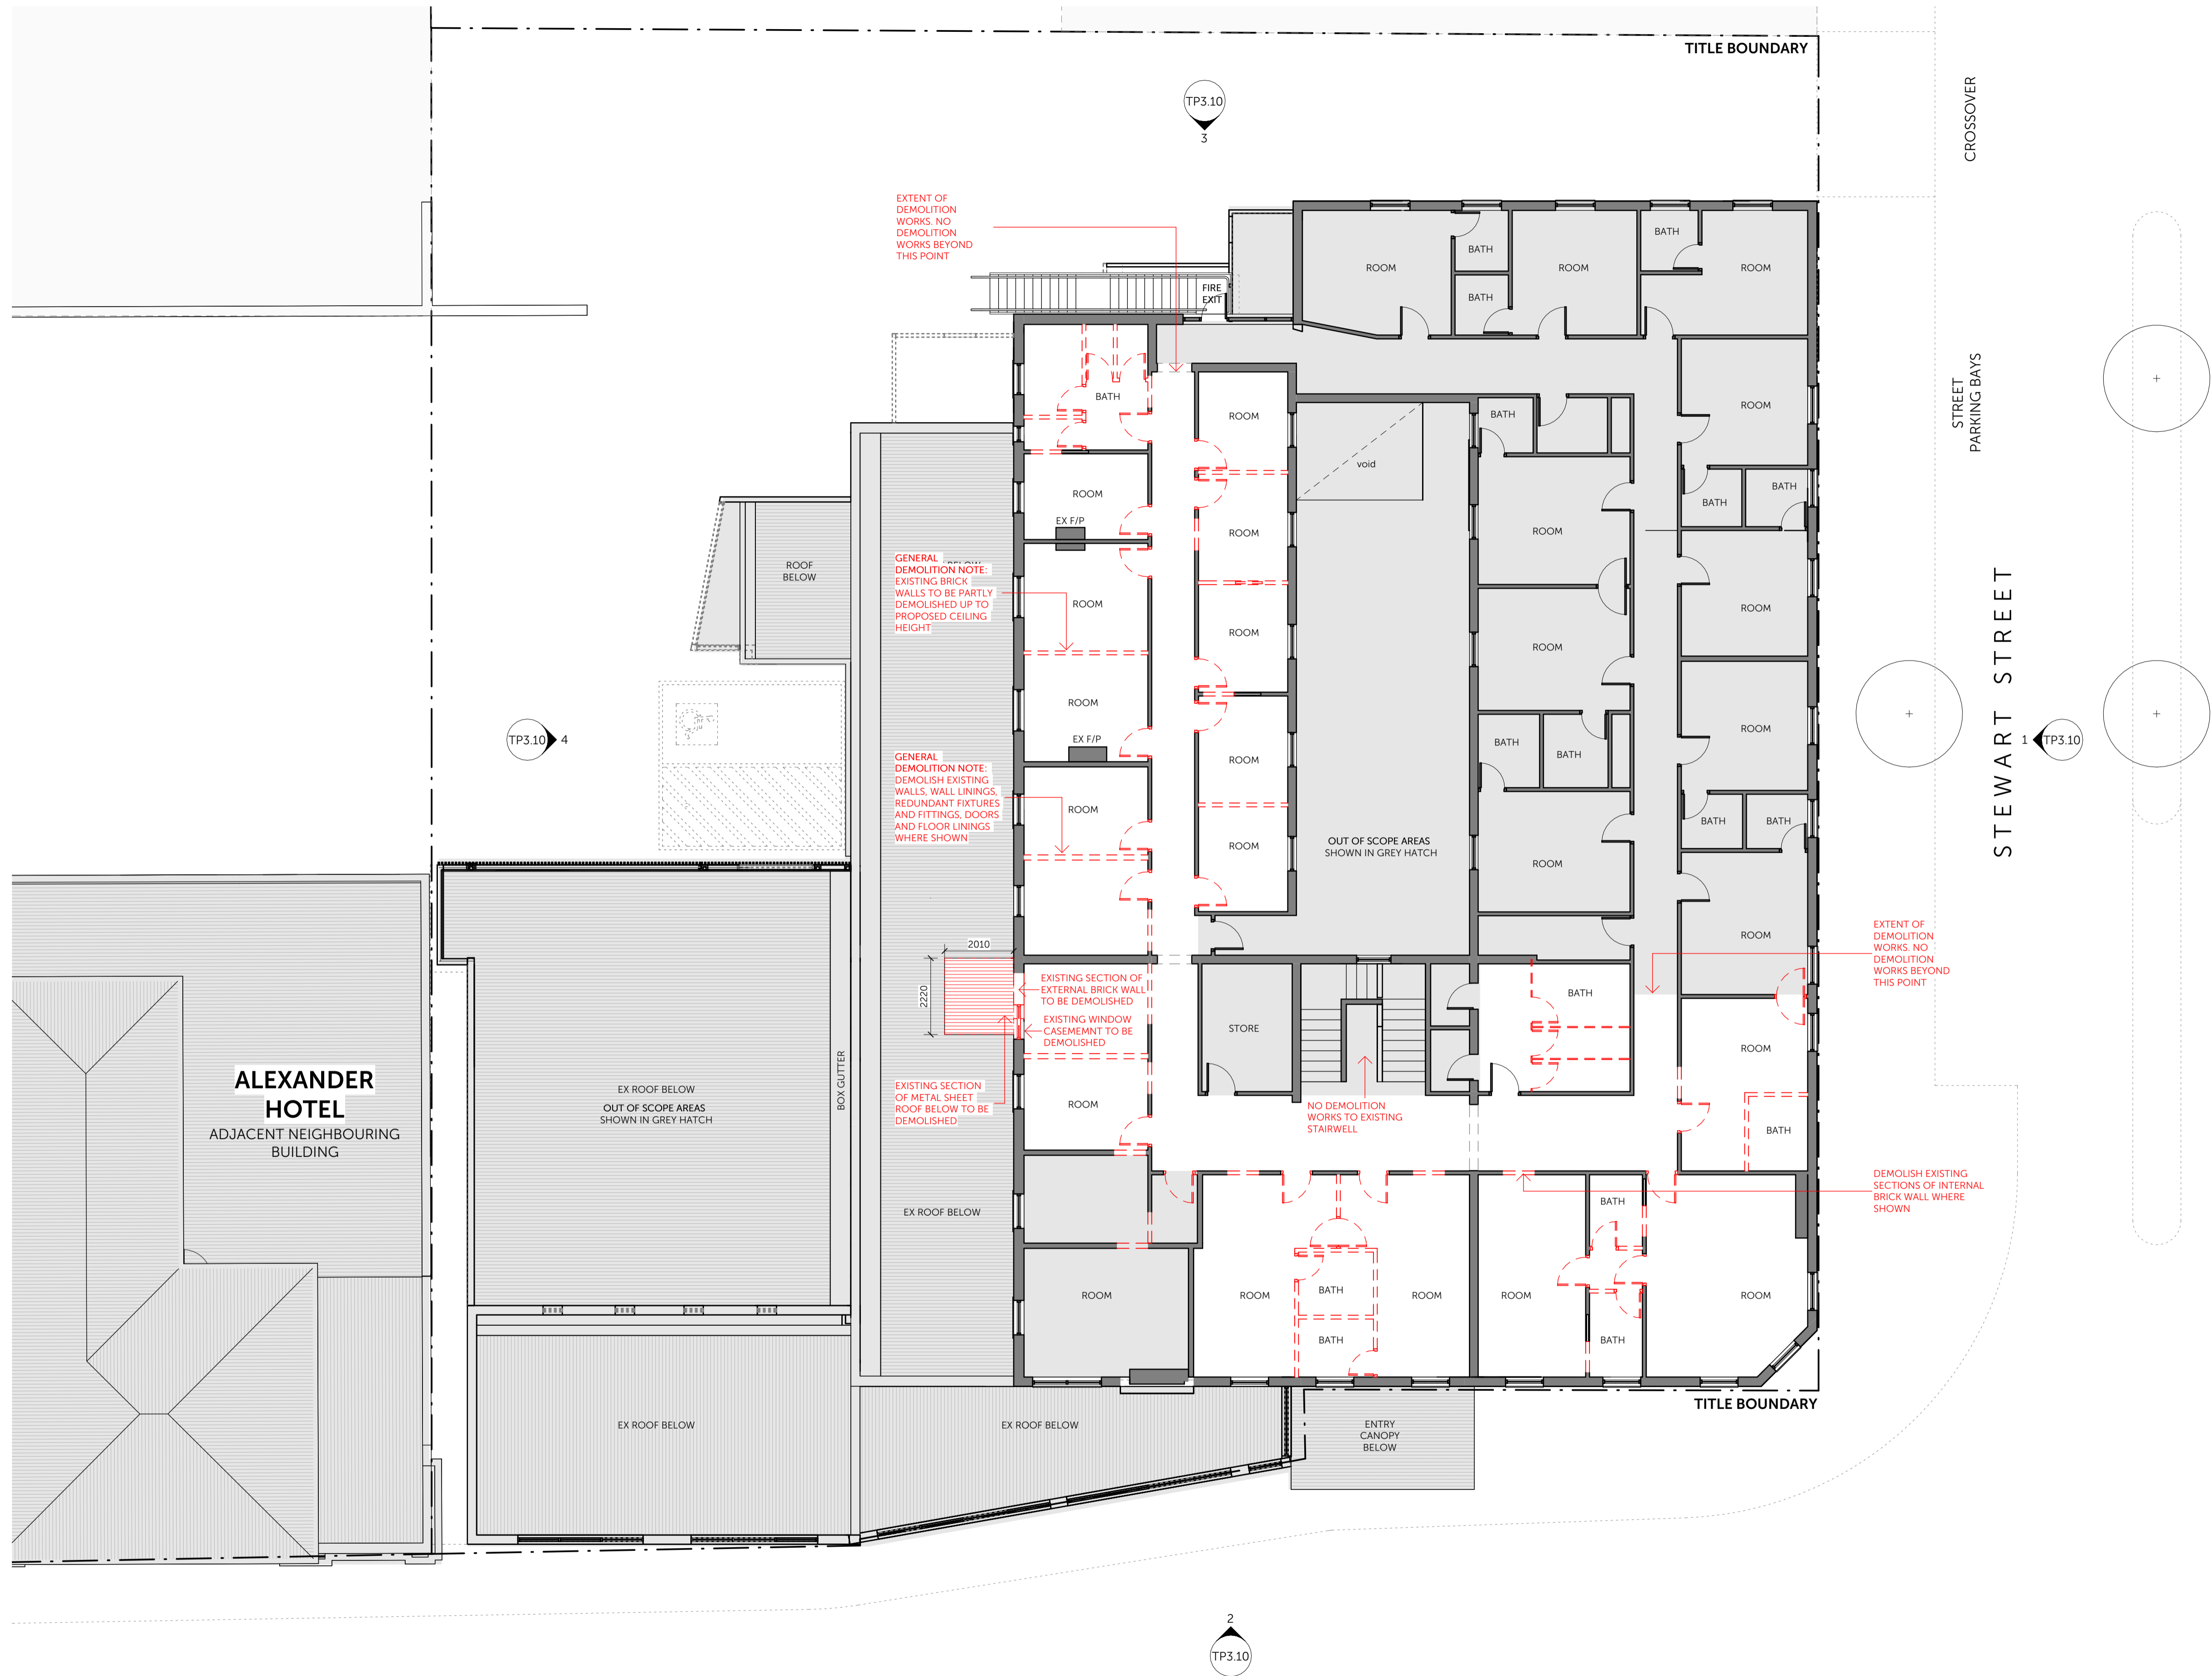 TITLE BOUNDARY
CROSSOVER
TP3.10
3
EXTENT OF
DEMOLITION
WORKS. NO
DEMOLITION
WORKS BEYOND
THIS POINT
FIRE
EXIT
ROOM
BATH
BATH
ROOM
BATH
ROOM
STREET
PARKING BAYS
BATH
ROOM
ROOM
BATH
ROOM
void
ROOM
EX F/P
BATH
BATH
ROOM
ROOM
ROOF
BELOW
GENERAL
DEMOLITION NOTE:
EXISTING BRICK
WALLS TO BE PARTLY
DEMOLISHED UP TO
PROPOSED CEILING
HEIGHT
ROOM
ROOM
ROOM
ROOM
ROOM
EX F/P
TP3.10
4
ROOM
BATH
BATH
ROOM
STEWART STREET
1
TP3.10
GENERAL
DEMOLITION NOTE:
DEMOLISH EXISTING
WALLS, WALL LININGS,
REDUNDANT FIXTURES
AND FITTINGS, DOORS
AND FLOOR LININGS
WHERE SHOWN
ROOM
ROOM
OUT OF SCOPE AREAS
SHOWN IN GREY HATCH
ROOM
BATH
BATH
ROOM
EXTENT OF
DEMOLITION
WORKS. NO
DEMOLITION
WORKS BEYOND
THIS POINT
2010
2220
EXISTING SECTION OF
EXTERNAL BRICK WALL
TO BE DEMOLISHED
EXISTING WINDOW
CASEMEMNT TO BE
DEMOLISHED
STORE
BATH
ROOM
ALEXANDER
HOTEL
ADJACENT NEIGHBOURING
BUILDING
EX ROOF BELOW
OUT OF SCOPE AREAS
SHOWN IN GREY HATCH
BOX GUTTER
EXISTING SECTION
OF METAL SHEET
ROOF BELOW TO BE
DEMOLISHED
ROOM
NO DEMOLITION
WORKS TO EXISTING
STAIRWELL
BATH
DEMOLISH EXISTING
SECTIONS OF INTERNAL
BRICK WALL WHERE
SHOWN
EX ROOF BELOW
BATH
ROOM
ROOM
BATH
ROOM
ROOM
ROOM
BATH
BATH
TITLE BOUNDARY
EX ROOF BELOW
EX ROOF BELOW
ENTRY
CANOPY
BELOW
2
TP3.10